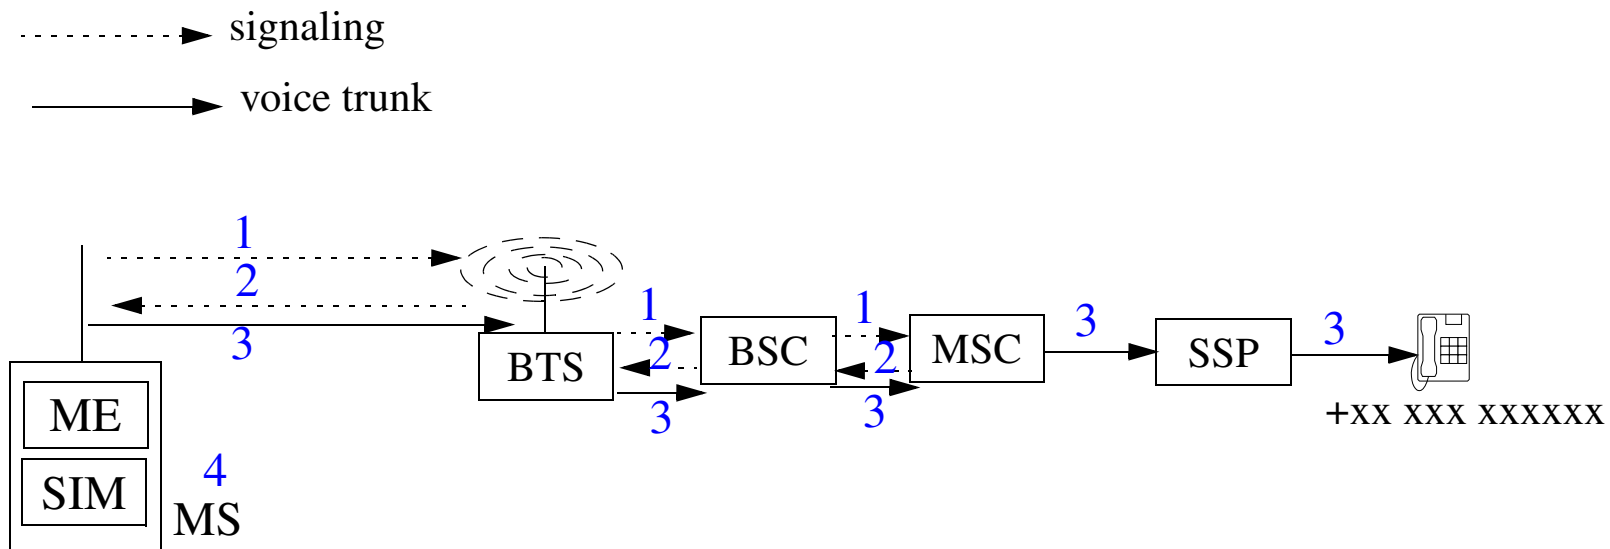 signaling
voice trunk
1
2
3
1
2
3
1
2
3
3
3
BTS
BSC
MSC
SSP
+xx xxx xxxxxx
ME
SIM
4
MS